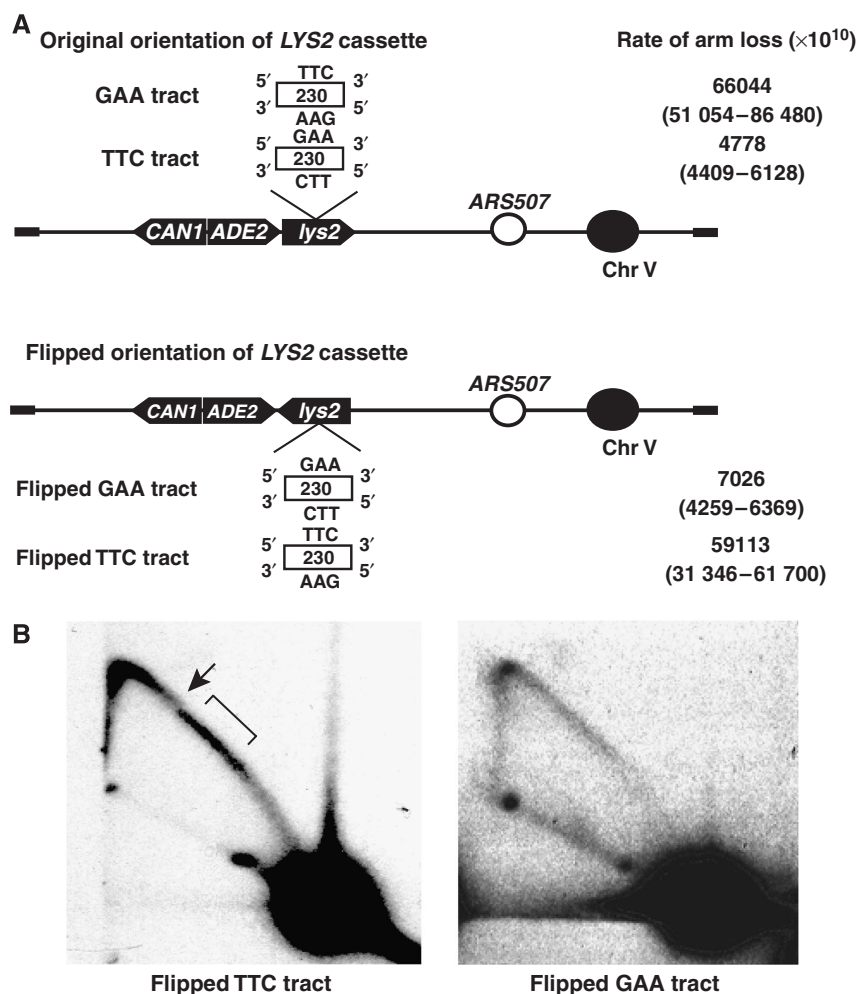 A
Original orientation of LYS2 cassette
Rate of arm loss (×10¹⁰)
GAA tract
5′ TTC 3′
230
3′ AAG 5′
66044
(51 054–86 480)
TTC tract
5′ GAA 3′
230
3′ CTT 5′
4778
(4409–6128)
CAN1 ADE2 lys2
ARS507
Chr V
Flipped orientation of LYS2 cassette
CAN1 ADE2 lys2
ARS507
Chr V
Flipped GAA tract
5′ GAA 3′
230
3′ CTT 5′
7026
(4259–6369)
Flipped TTC tract
5′ TTC 3′
230
3′ AAG 5′
59113
(31 346–61 700)
B
Flipped TTC tract
Flipped GAA tract